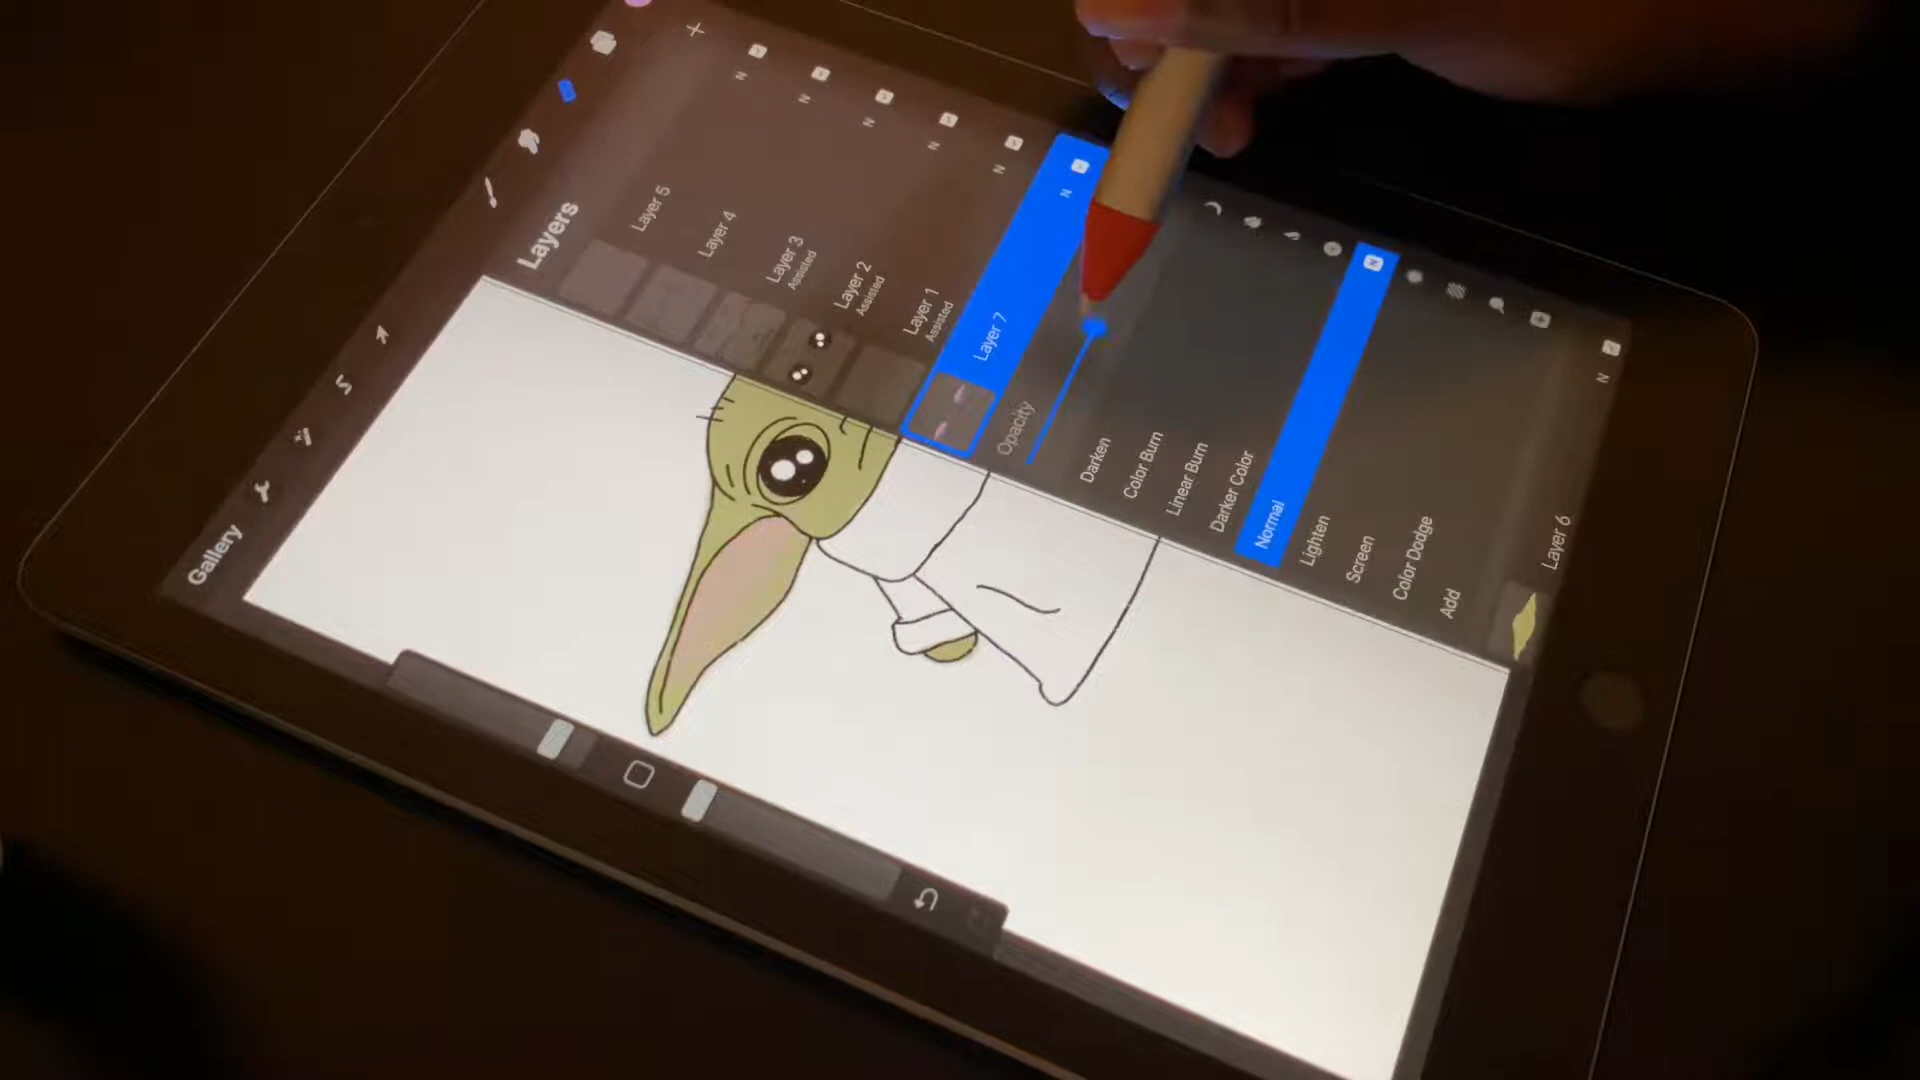 Gallery
Layers
Layer 5
N
Layer 4
N
Layer 3
Assisted
N
Layer 2
Assisted
N
Layer 1
Assisted
N
Layer 7
N
Opacity
Darken
Color Burn
Linear Burn
Darker Color
Normal
N
Lighten
Screen
Color Dodge
Add
Layer 6
N